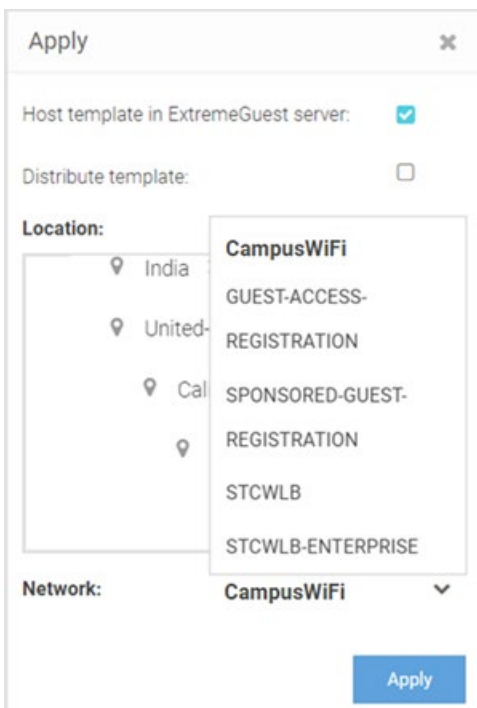 Apply
Host template in ExtremeGuest server:
Distribute template:
Location:
India
United-
Cal
CampusWiFi
GUEST-ACCESS-
REGISTRATION
SPONSORED-GUEST-
REGISTRATION
STCWLB
STCWLB-ENTERPRISE
Network:
CampusWiFi
Apply